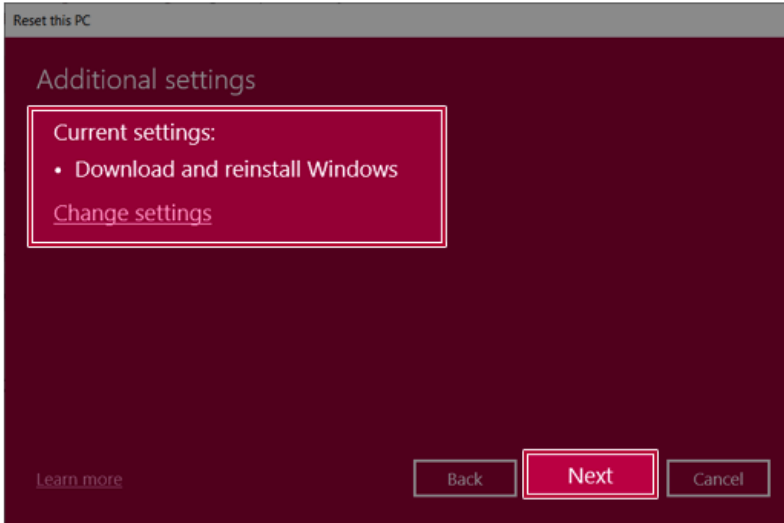 Reset this PC
Additional settings
Current settings:
• Download and reinstall Windows
Change settings
Learn more
Back
Next
Cancel